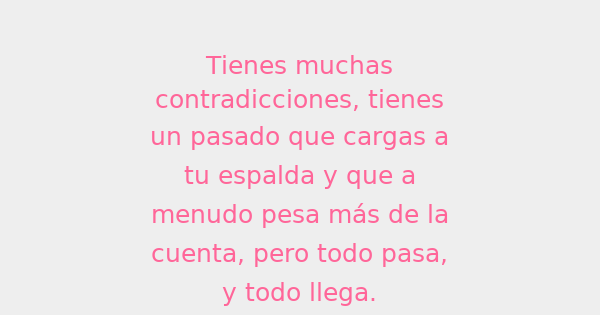 Tienes muchas
contradicciones, tienes
un pasado que cargas a
tu espalda y que a
menudo pesa más de la
cuenta, pero todo pasa,
y todo llega.